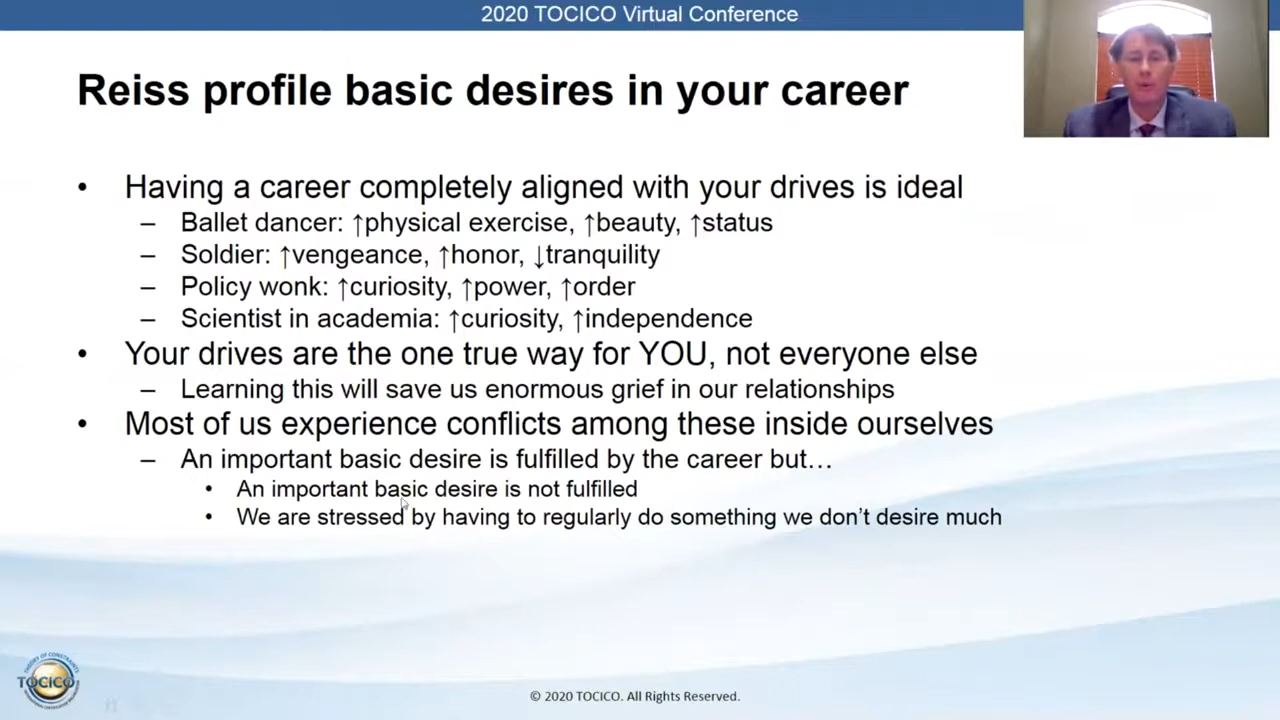 2020 TOCICO Virtual Conference
Reiss profile basic desires in your career
• Having a career completely aligned with your drives is ideal
– Ballet dancer: ↑physical exercise, ↑beauty, ↑status
– Soldier: ↑vengeance, ↑honor, ↓tranquility
– Policy wonk: ↑curiosity, ↑power, ↑order
– Scientist in academia: ↑curiosity, ↑independence
• Your drives are the one true way for YOU, not everyone else
– Learning this will save us enormous grief in our relationships
• Most of us experience conflicts among these inside ourselves
– An important basic desire is fulfilled by the career but…
• An important basic desire is not fulfilled
• We are stressed by having to regularly do something we don’t desire much
THEORY OF CONSTRAINTS
TOCICO
© 2020 TOCICO. All Rights Reserved.